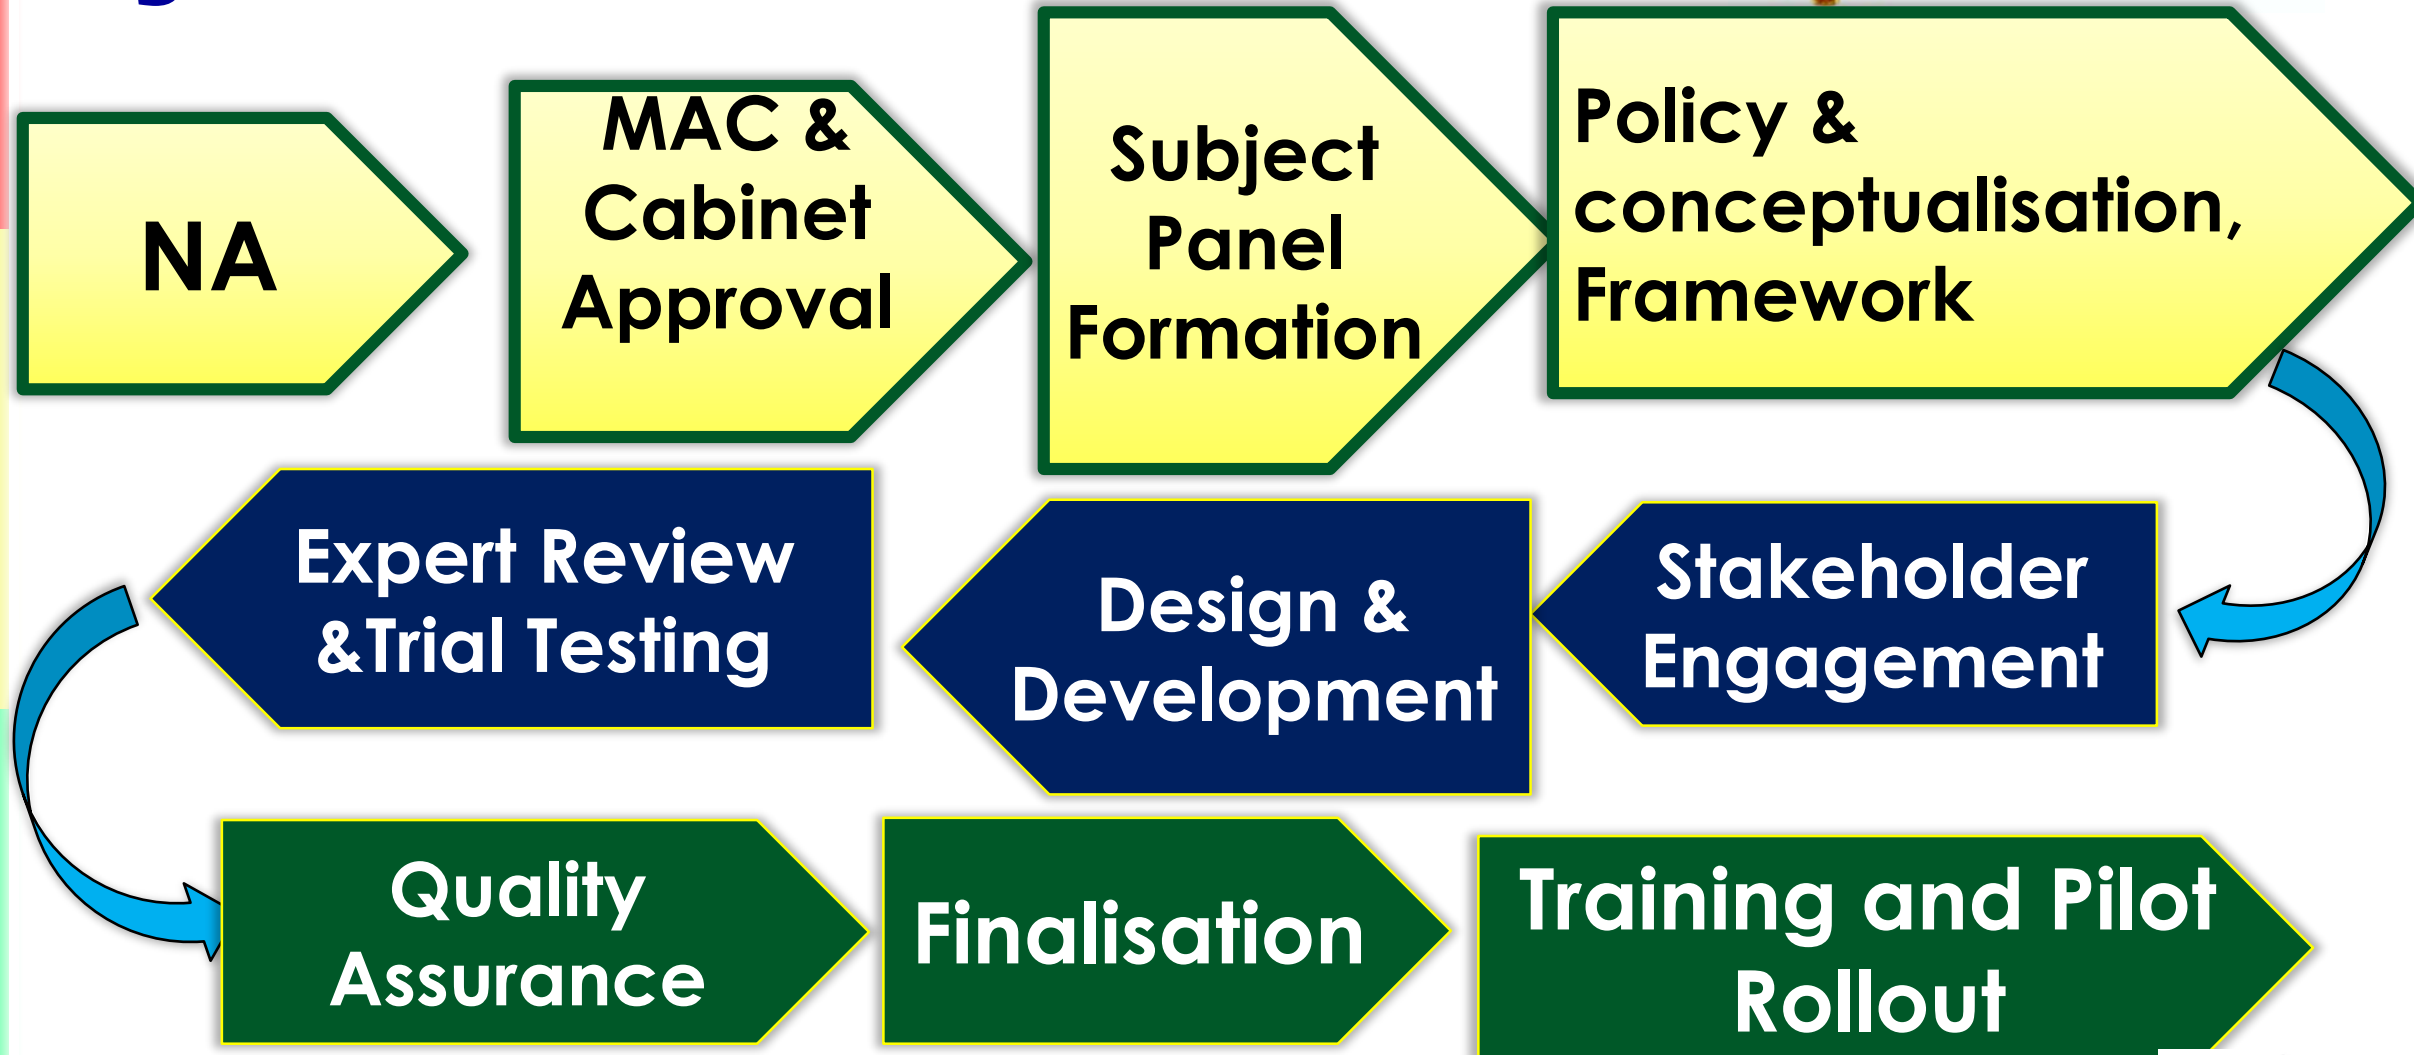 NA
MAC &
Cabinet
Approval
Subject
Panel
Formation
Policy &
conceptualisation,
Framework
Stakeholder
Engagement
Design &
Development
Expert Review
&Trial Testing
Quality
Assurance
Finalisation
Training and Pilot
Rollout